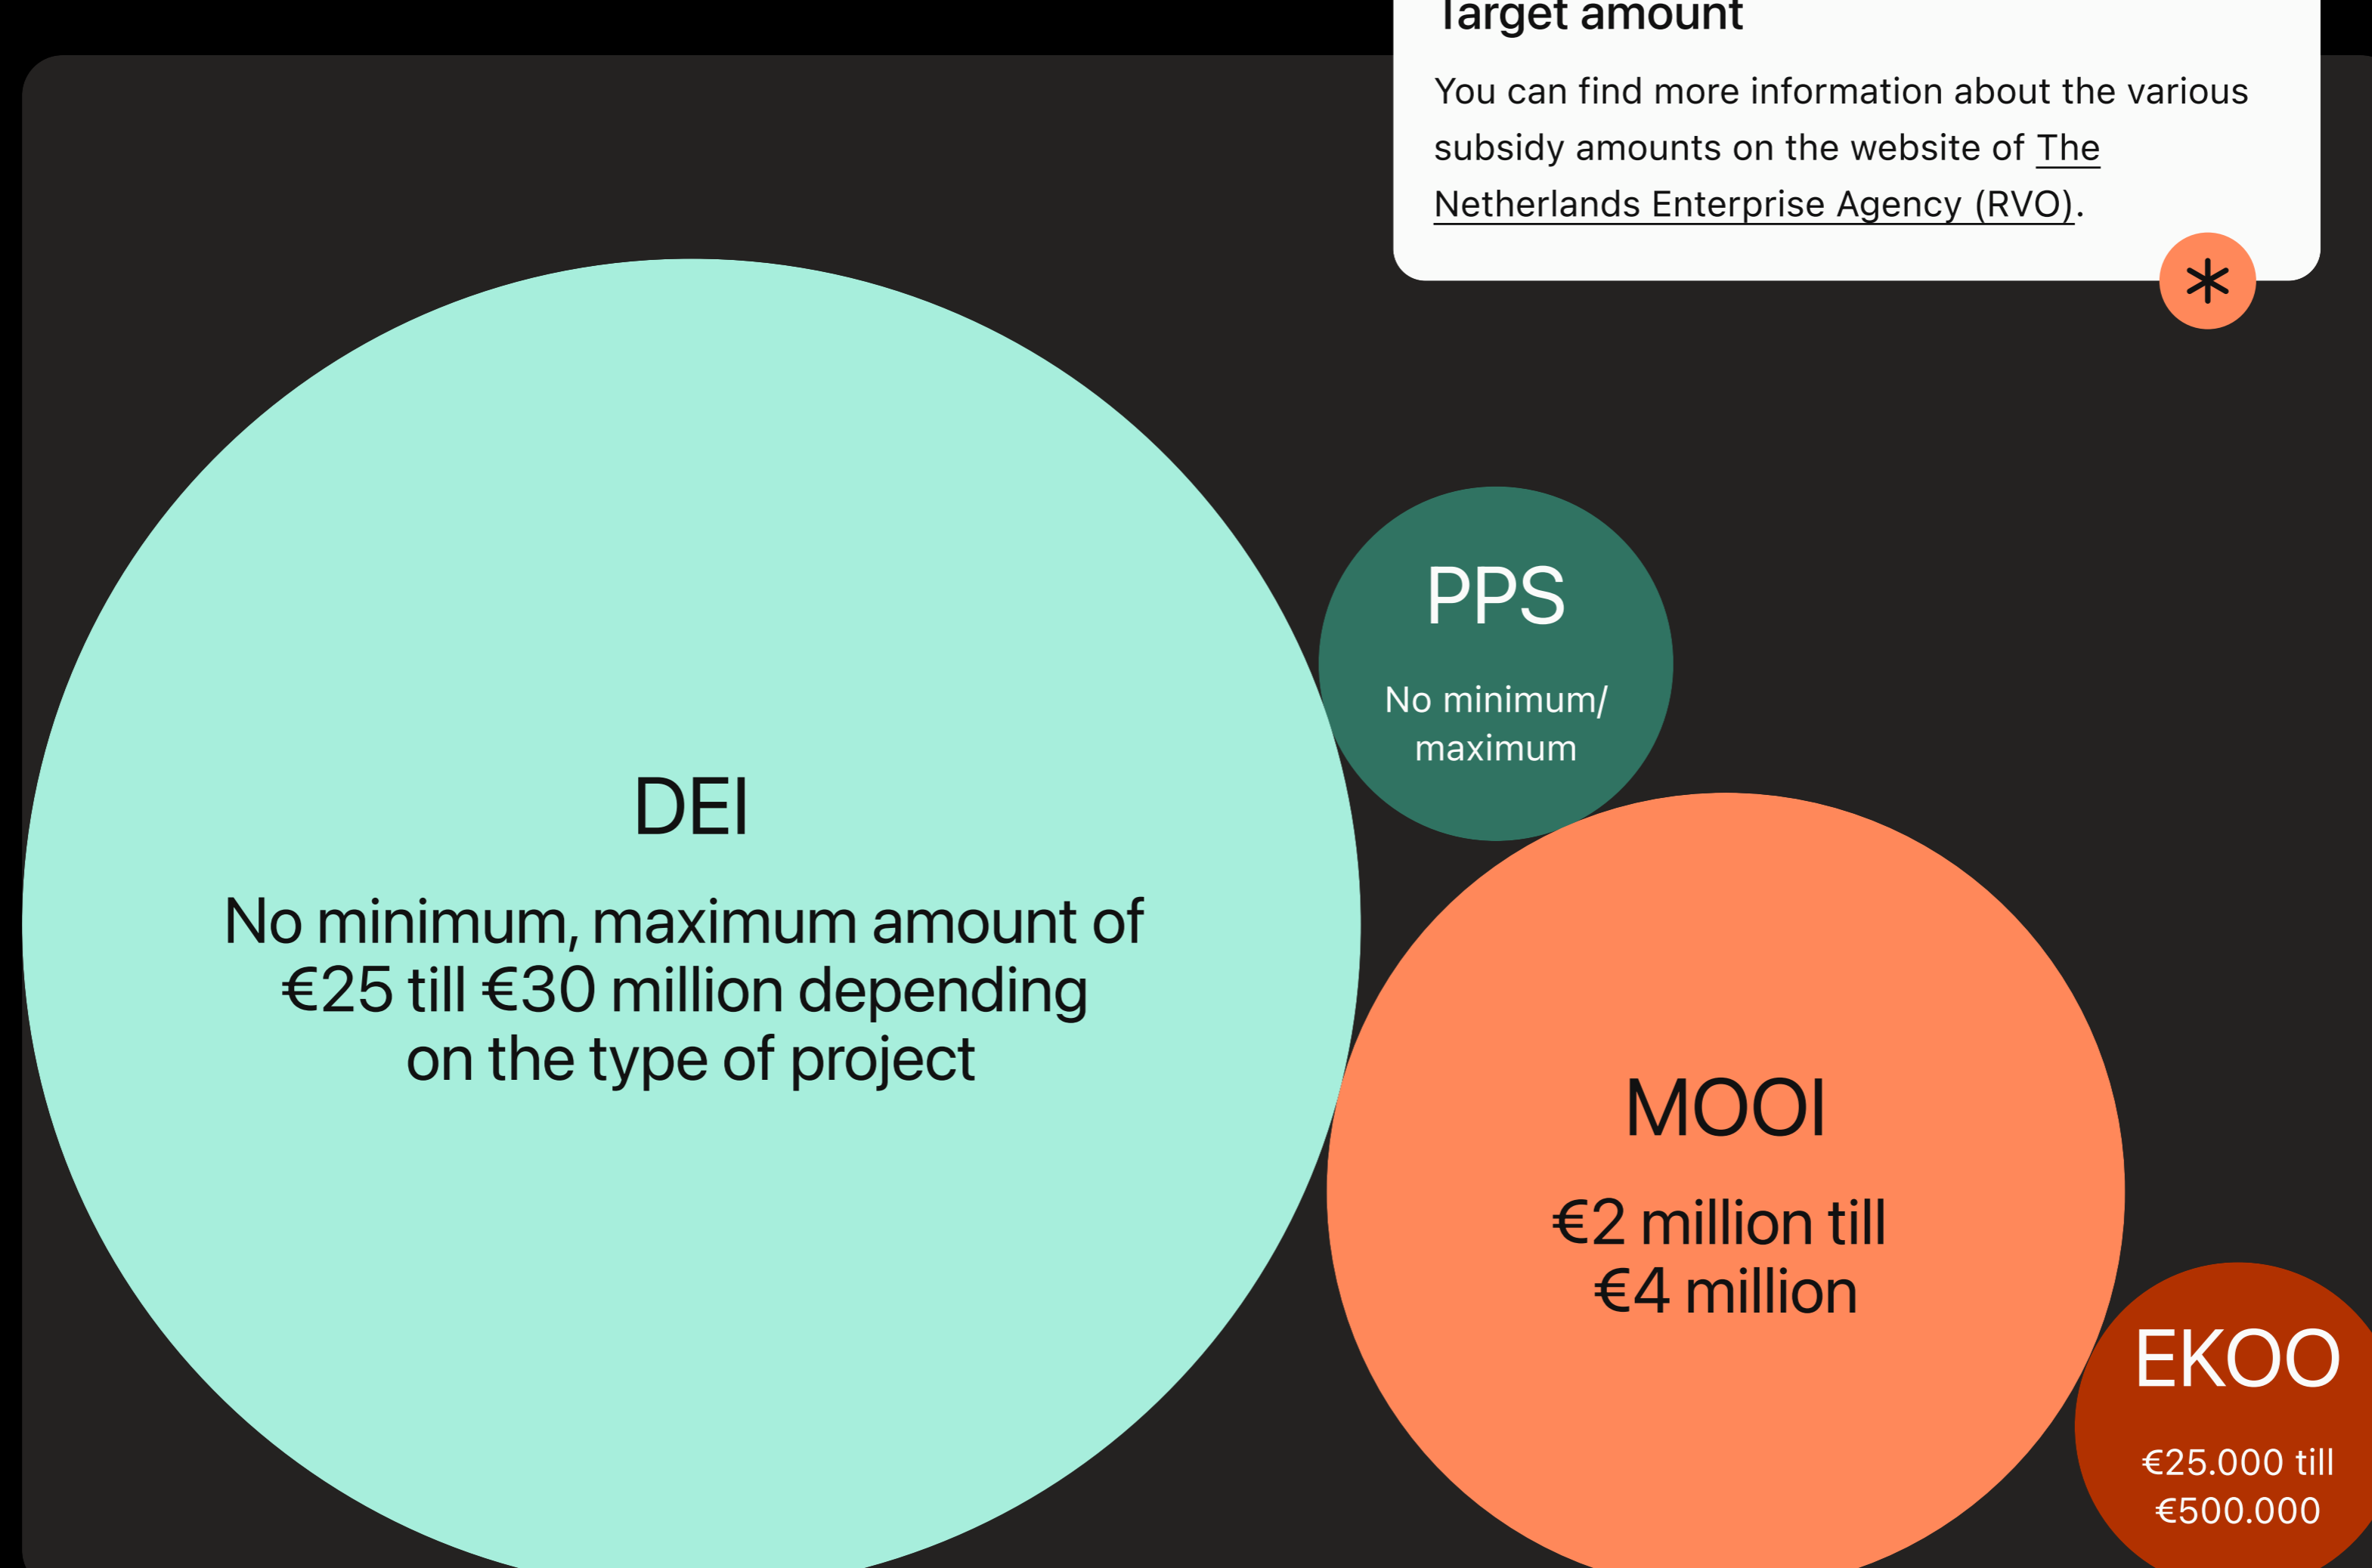 Target amount
You can find more information about the various
subsidy amounts on the website of The
Netherlands Enterprise Agency (RVO).
DEI
No minimum, maximum amount of
€25 till €30 million depending
on the type of project
PPS
No minimum/
maximum
MOOI
€2 million till
€4 million
EKOO
€25.000 till
€500.000